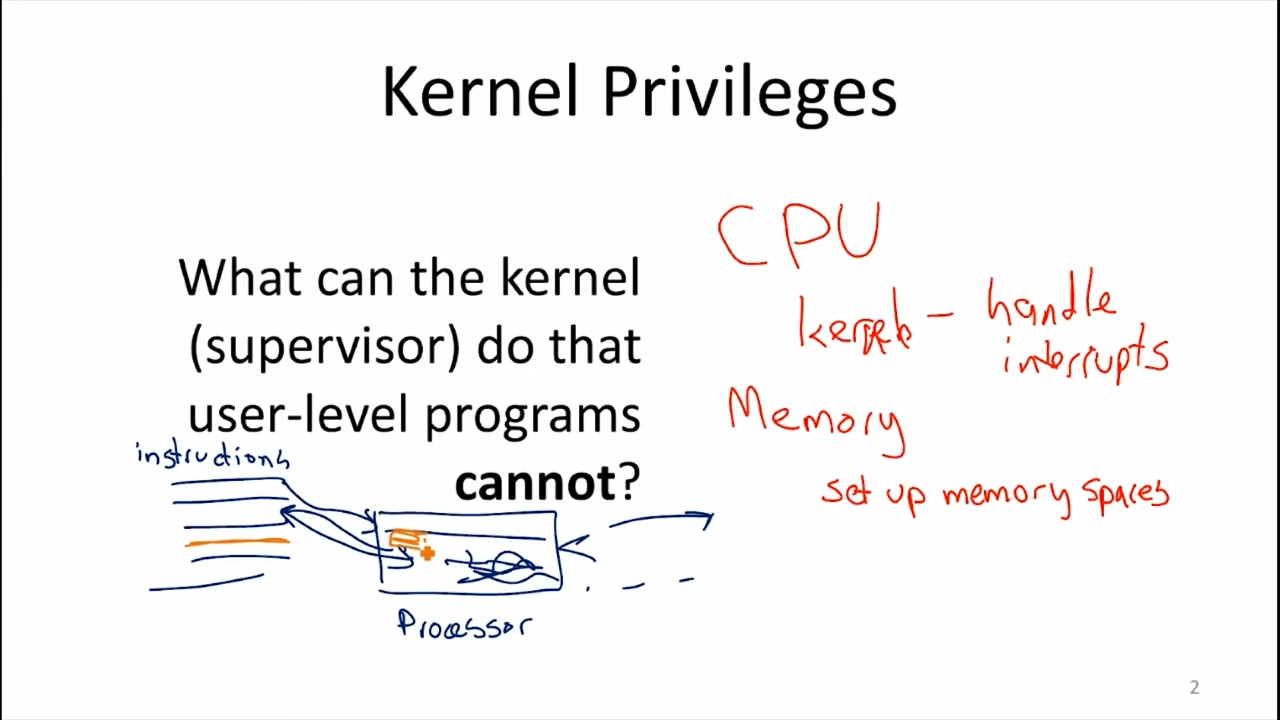 Kernel Privileges
What can the kernel
(supervisor) do that
user-level programs
cannot?
CPU
handle
interrupts
Memory
set up memory spaces
instructions
Processor
2